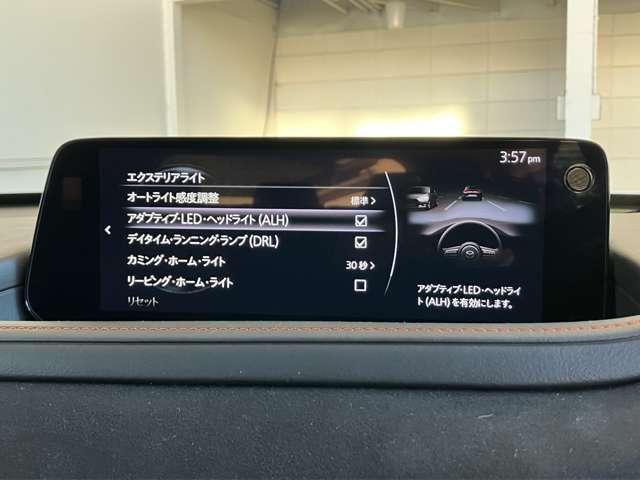 3:57 pm
エクステリアライト
オートライト感度調整 標準
アダプティブ・LED・ヘッドライト(ALH)
デイタイム・ランニング・ランプ(DRL)
カミング・ホーム・ライト 30秒
リービング・ホーム・ライト
リセット
アダプティブ・LED・ヘッドライ
ト(ALH)を有効にします。